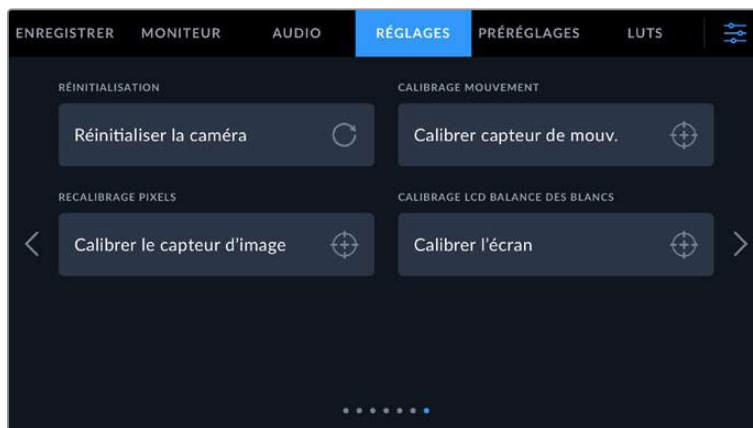 ENREGISTRER MONITEUR AUDIO RÉGLAGES PRÉRÉGLAGES LUTS
RÉINITIALISATION CALIBRAGE MOUVEMENT
Réinitialiser la caméra Calibrer capteur de mouv.
RECALIBRAGE PIXELS CALIBRAGE LCD BALANCE DES BLANCS
Calibrer le capteur d’image Calibrer l’écran